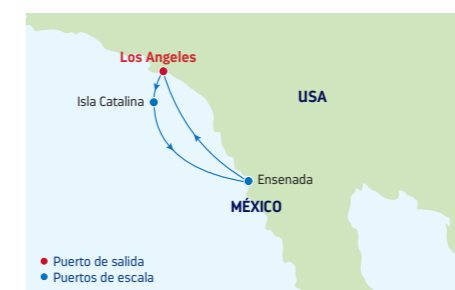 Los Angeles
USA
Isla Catalina
Ensenada
MÉXICO
Puerto de salida
Puertos de escala